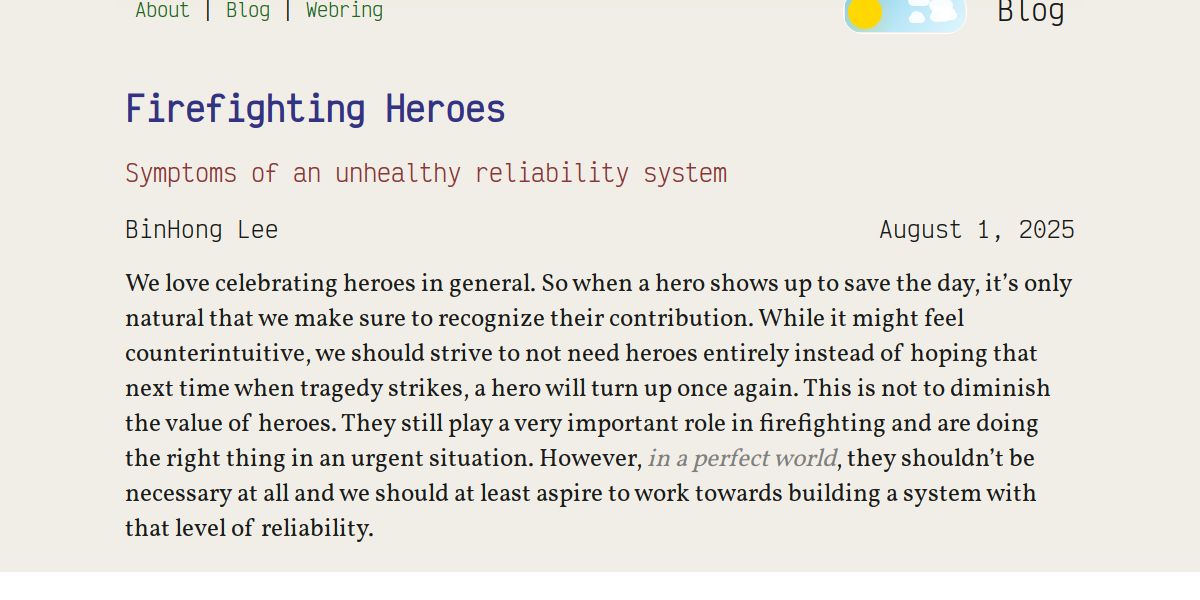 About | Blog | Webring
Blog
Firefighting Heroes
Symptoms of an unhealthy reliability system
BinHong Lee
August 1, 2025
We love celebrating heroes in general. So when a hero shows up to save the day, it’s only
natural that we make sure to recognize their contribution. While it might feel
counterintuitive, we should strive to not need heroes entirely instead of hoping that
next time when tragedy strikes, a hero will turn up once again. This is not to diminish
the value of heroes. They still play a very important role in firefighting and are doing
the right thing in an urgent situation. However, in a perfect world, they shouldn’t be
necessary at all and we should at least aspire to work towards building a system with
that level of reliability.